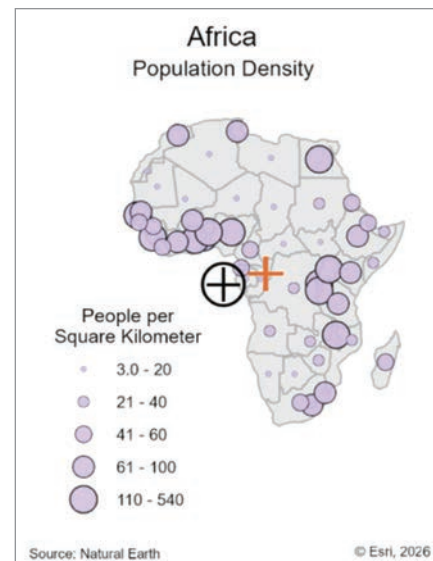 Africa
Population Density
People per
Square Kilometer
3.0 - 20
21 - 40
41 - 60
61 - 100
110 - 540
Source: Natural Earth
© Esri, 2026